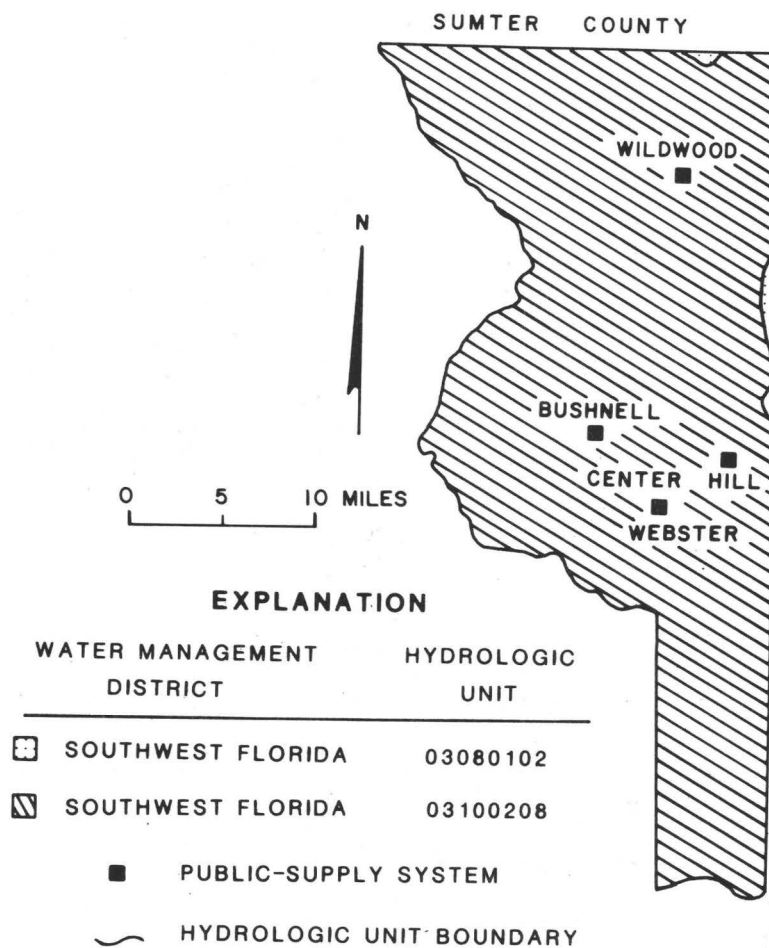 SUMTER COUNTY
WILDWOOD
N
BUSHNELL
CENTER HILL
WEBSTER
0 5 10 MILES
EXPLANATION
WATER MANAGEMENT DISTRICT
HYDROLOGIC UNIT
SOUTHWEST FLORIDA 03080102
SOUTHWEST FLORIDA 03100208
PUBLIC-SUPPLY SYSTEM
HYDROLOGIC UNIT BOUNDARY